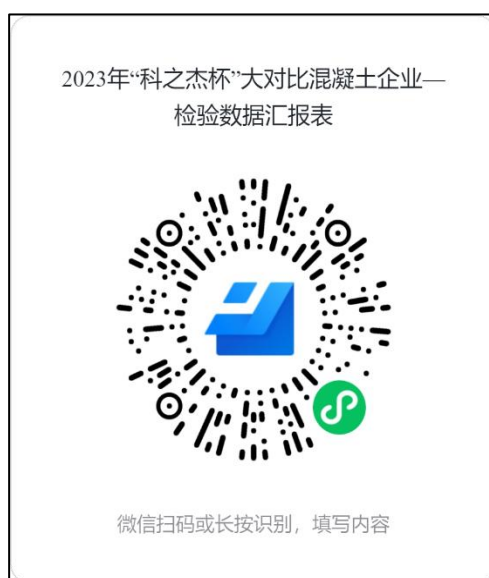 2023年“科之杰杯”大对比混凝土企业—
检验数据汇报表
微信扫码或长按识别，填写内容